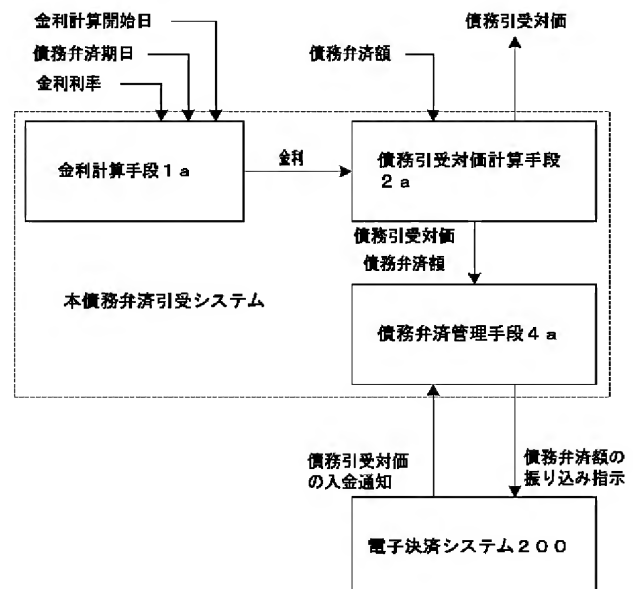 金利計算開始日
債務弁済期日
金利利率
債務弁済額
債務引受対価
金利計算手段１ａ
金利
債務引受対価計算手段
２ａ
債務引受対価
債務弁済額
本債務弁済引受システム
債務弁済管理手段４ａ
債務引受対価
の入金通知
債務弁済額の
振り込み指示
電子決済システム２００